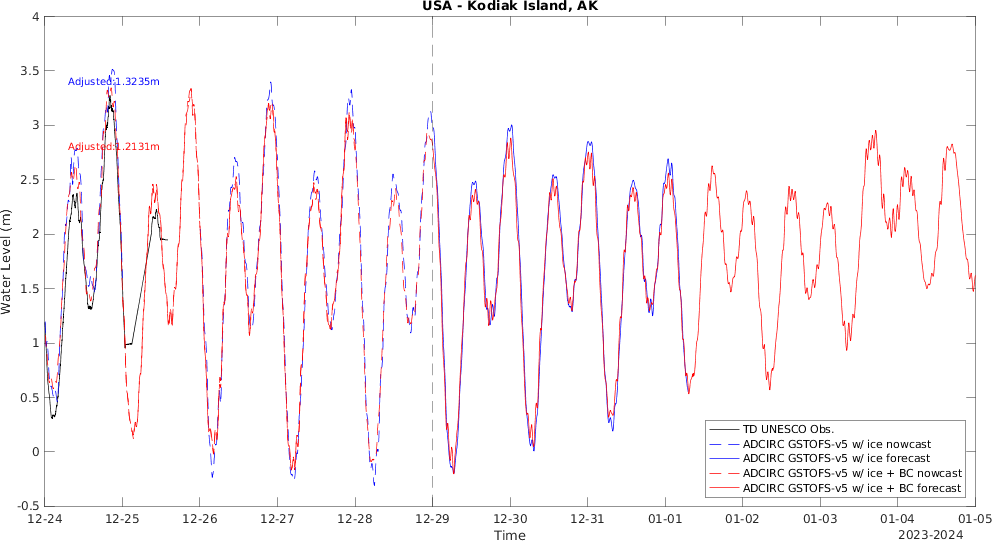 USA - Kodiak Island, AK
4
3.5
3
2.5
2
1.5
1
0.5
0
-0.5
Water Level (m)
Adjusted:1.3235m
Adjusted:1.2131m
TD UNESCO Obs.
ADCIRC GSTOFS-v5 w/ ice nowcast
ADCIRC GSTOFS-v5 w/ ice forecast
ADCIRC GSTOFS-v5 w/ ice + BC nowcast
ADCIRC GSTOFS-v5 w/ ice + BC forecast
12-24 12-25 12-26 12-27 12-28 12-29 12-30 12-31 01-01 01-02 01-03 01-04 01-05
Time
2023-2024